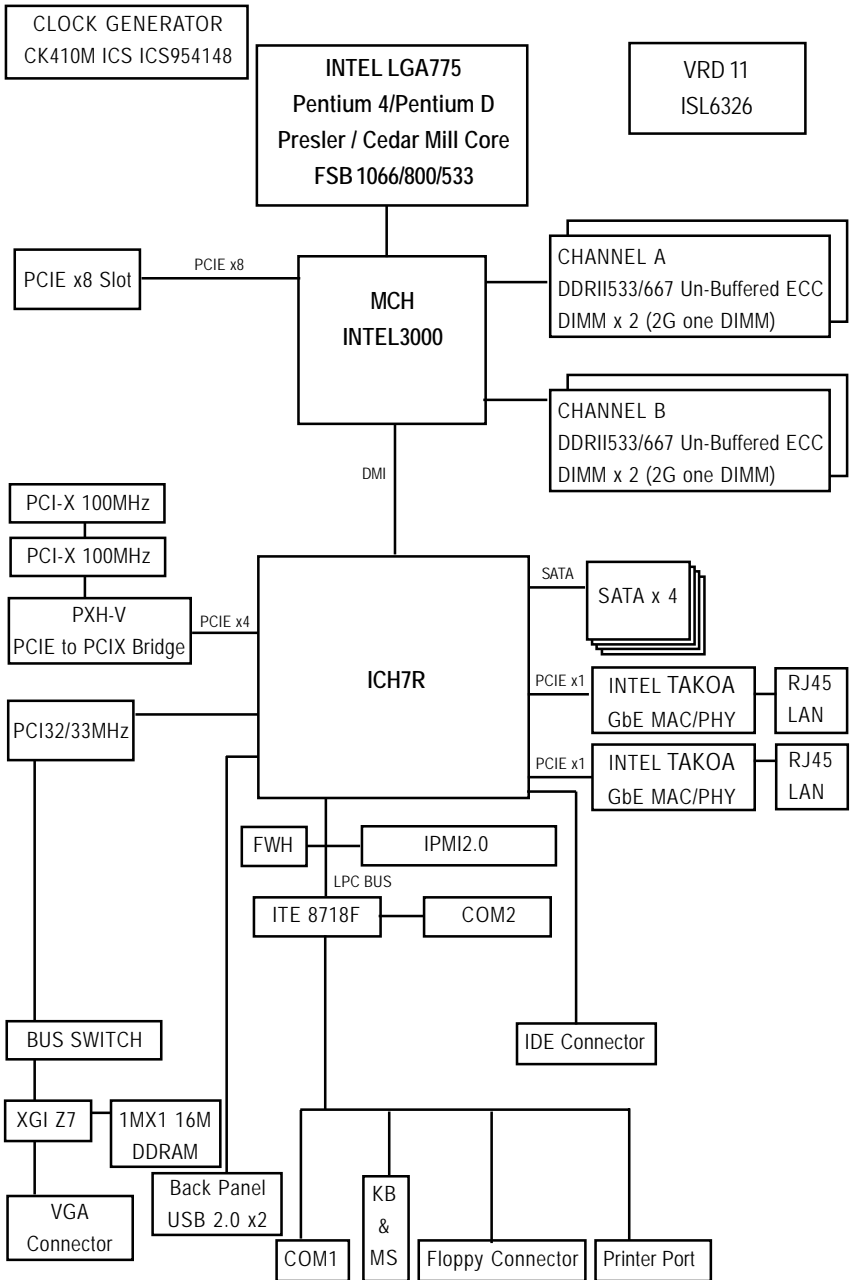 CLOCK GENERATOR
CK410M ICS ICS954148
INTEL LGA775
Pentium 4/Pentium D
Presler / Cedar Mill Core
FSB 1066/800/533
VRD 11
ISL6326
PCIE x8 Slot
PCIE x8
MCH
INTEL3000
CHANNEL A
DDRII533/667 Un-Buffered ECC
DIMM x 2 (2G one DIMM)
CHANNEL B
DDRII533/667 Un-Buffered ECC
DIMM x 2 (2G one DIMM)
DMI
PCI-X 100MHz
PCI-X 100MHz
PXH-V
PCIE to PCIX Bridge
PCIE x4
ICH7R
SATA
SATA x 4
PCIE x1
INTEL TAKOA
GbE MAC/PHY
RJ45
LAN
PCI32/33MHz
PCIE x1
INTEL TAKOA
GbE MAC/PHY
RJ45
LAN
FWH
IPMI2.0
LPC BUS
ITE 8718F
COM2
BUS SWITCH
IDE Connector
XGI Z7
1MX1 16M
DDRAM
Back Panel
USB 2.0 x2
VGA
Connector
COM1
KB
&
MS
Floppy Connector
Printer Port